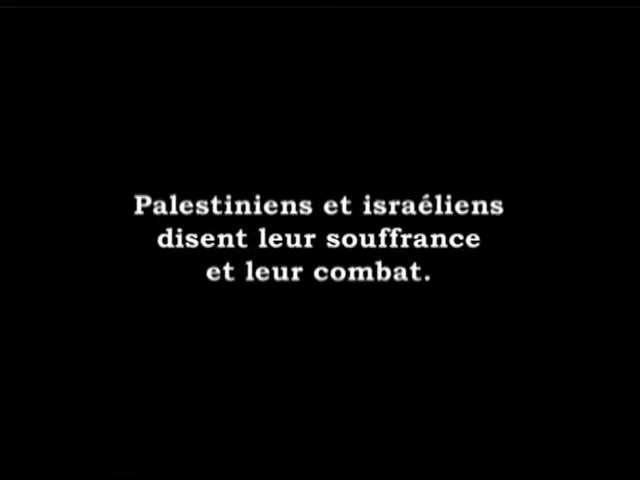 Palestiniens et israéliens
disent leur souffrance
et leur combat.